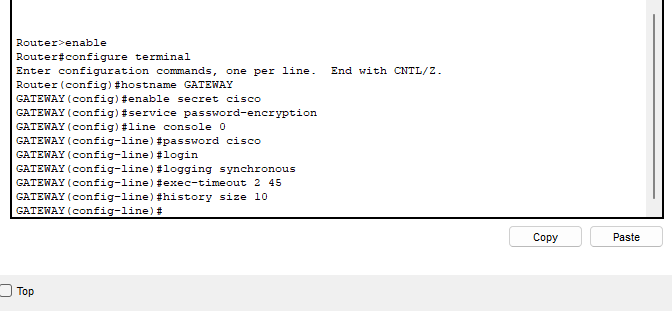 Router>enable
Router#configure terminal
Enter configuration commands, one per line.  End with CNTL/Z.
Router(config)#hostname GATEWAY
GATEWAY(config)#enable secret cisco
GATEWAY(config)#service password-encryption
GATEWAY(config)#line console 0
GATEWAY(config-line)#password cisco
GATEWAY(config-line)#login
GATEWAY(config-line)#logging synchronous
GATEWAY(config-line)#exec-timeout 2 45
GATEWAY(config-line)#history size 10
GATEWAY(config-line)#
Copy Paste
Top